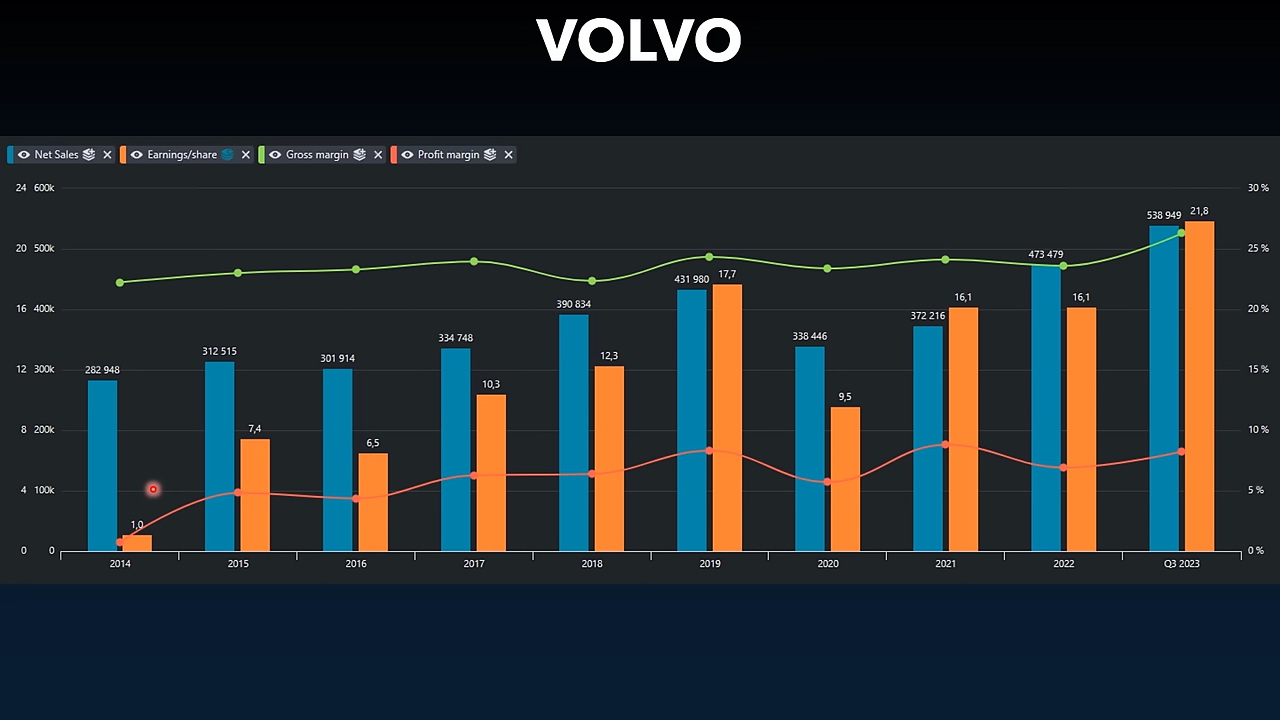 VOLVO
Net Sales Earnings/share Gross margin Profit margin
24 600k 30 %
20 500k 25 %
16 400k 20 %
12 300k 15 %
8 200k 10 %
4 100k 5 %
0 0 0 %
282 948 1,0
312 515 7,4
301 914 6,5
334 748 10,3
390 834 12,3
431 980 17,7
338 446 9,5
372 216 16,1
473 479 16,1
538 949 21,8
2014 2015 2016 2017 2018 2019 2020 2021 2022 Q3 2023